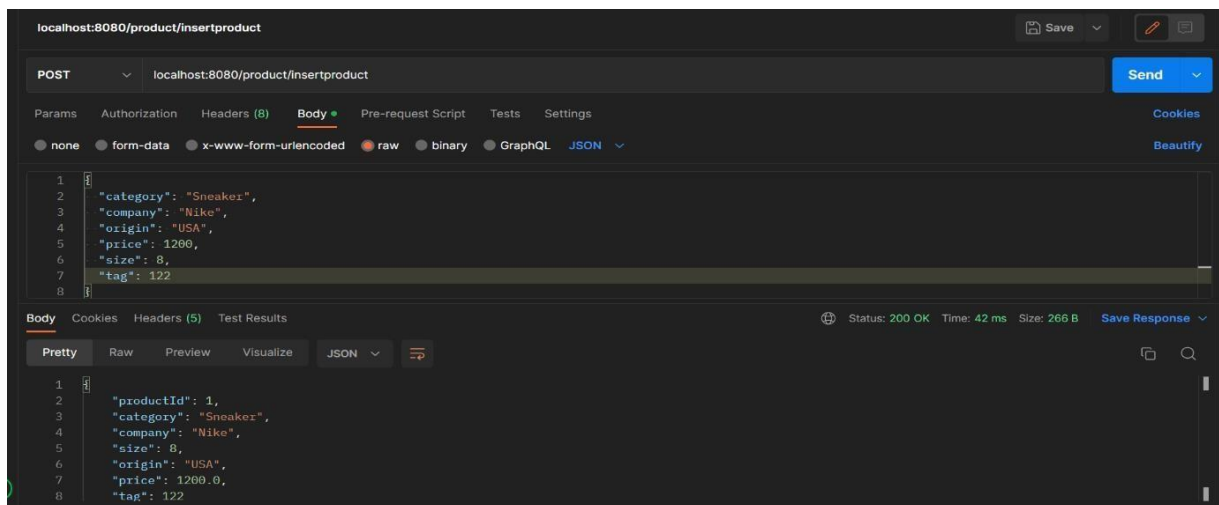 localhost:8080/product/insertproduct
Save
POST localhost:8080/product/insertproduct Send
Params Authorization Headers (8) Body Pre-request Script Tests Settings Cookies
none form-data x-www-form-urlencoded raw binary GraphQL JSON Beautify
1 {
2 "category": "Sneaker",
3 "company": "Nike",
4 "origin": "USA",
5 "price": 1200,
6 "size": 8,
7 "tag": 122
8 }
Body Cookies Headers (5) Test Results Status: 200 OK Time: 42 ms Size: 266 B Save Response
Pretty Raw Preview Visualize JSON
1 {
2 "productId": 1,
3 "category": "Sneaker",
4 "company": "Nike",
5 "size": 8,
6 "origin": "USA",
7 "price": 1200.0,
8 "tag": 122